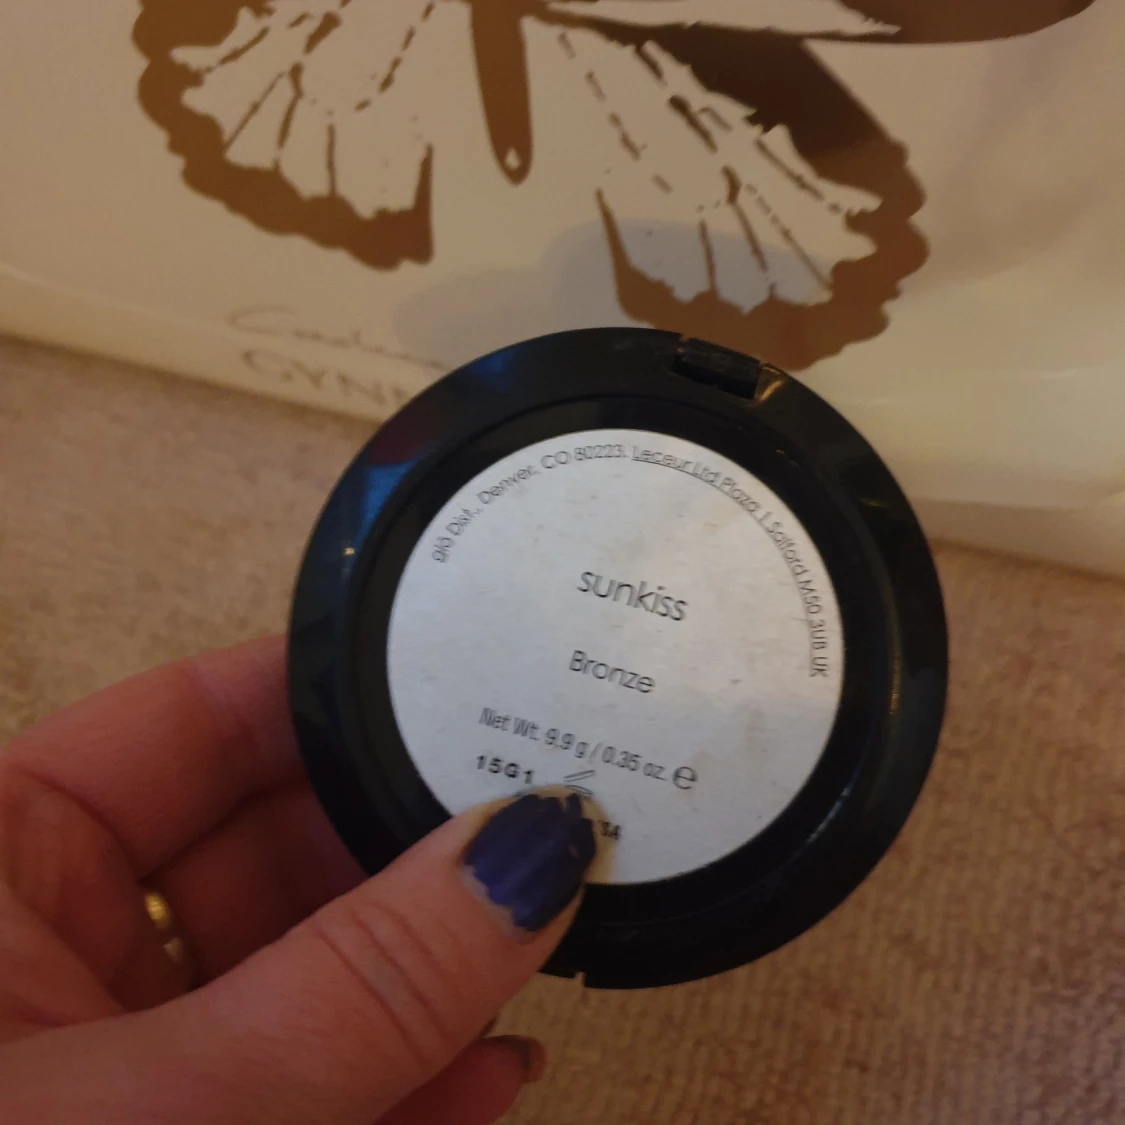 gló Dist., Denver, CO 80223. Leceur Ltd Plaza 1 Salford M50 3UB UK
sunkiss
Bronze
Net Wt. 9.9 g / 0.35 oz. e
15G1